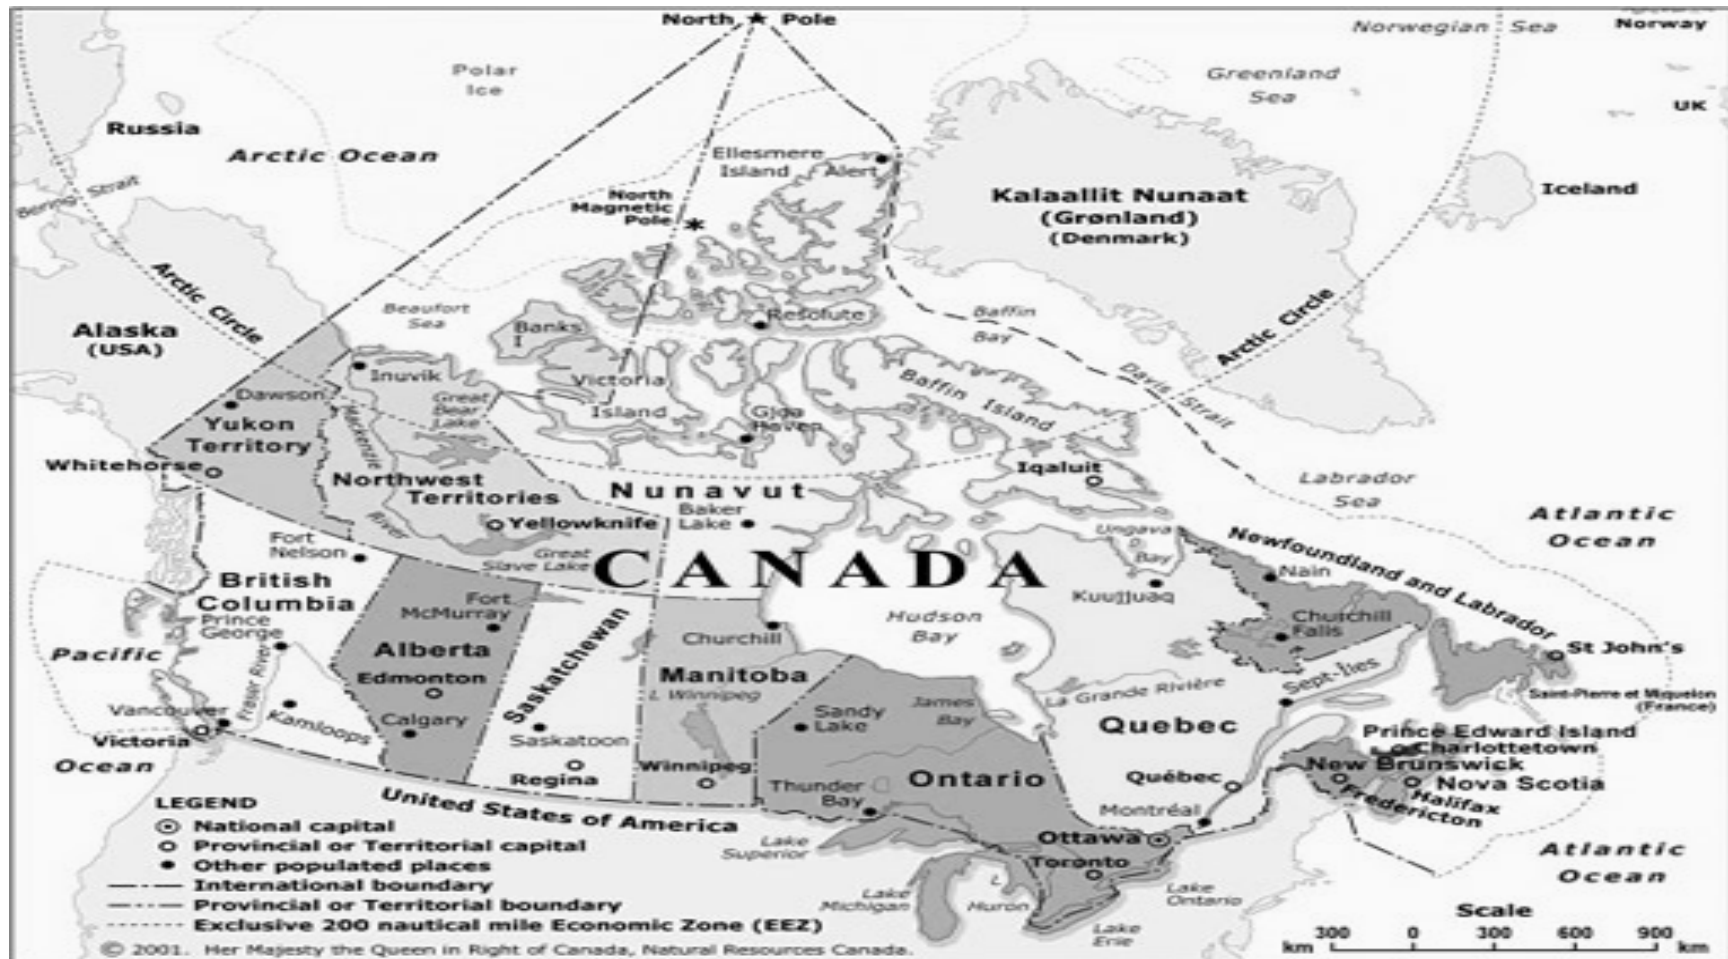 North Pole
Norwegian Sea
Norway
Polar
Ice
Greenland
Sea
UK
Russia
Arctic Ocean
Ellesmere
Island
Alert
Bering Strait
North
Magnetic
Pole
Kalaallit Nunaat
(Grønland)
(Denmark)
Iceland
Arctic Circle
Beaufort
Sea
Alaska
(USA)
Banks
I
Resolute
Baffin
Bay
Arctic Circle
Inuvik
Victoria
Island
Baffin Island
Davis Strait
Dawson
Great
Bear
Lake
Gjoa
Haven
Yukon
Territory
Mackenzie
River
Whitehorse
Northwest
Territories
Nunavut
Iqaluit
Labrador
Sea
Yellowknife
Baker
Lake
Ungava
Bay
Atlantic
Ocean
Fort
Nelson
Great
Slave Lake
CANADA
Newfoundland and Labrador
Nain
British
Columbia
Fort
McMurray
Kuujjuaq
Hudson
Bay
Churchill
Falls
Prince
George
Churchill
Pacific
Ocean
Alberta
Saskatchewan
Manitoba
St John's
Edmonton
L Winnipeg
Sept-Îles
La Grande Rivière
Saint-Pierre et Miquelon
(France)
Fraser River
Vancouver
Kamloops
Calgary
Sandy
Lake
James
Bay
Quebec
Victoria
Saskatoon
Prince Edward Island
Charlottetown
Regina
Winnipeg
Ontario
Québec
New Brunswick
Nova Scotia
Thunder
Bay
Montréal
Halifax
Fredericton
United States of America
Ottawa
Toronto
Lake
Superior
Lake
Michigan
L
Huron
Lake
Ontario
Lake
Erie
Atlantic
Ocean
LEGEND
National capital
Provincial or Territorial capital
Other populated places
International boundary
Provincial or Territorial boundary
Exclusive 200 nautical mile Economic Zone (EEZ)
© 2001. Her Majesty the Queen in Right of Canada, Natural Resources Canada.
Scale
km 300 0 300 600 900 km